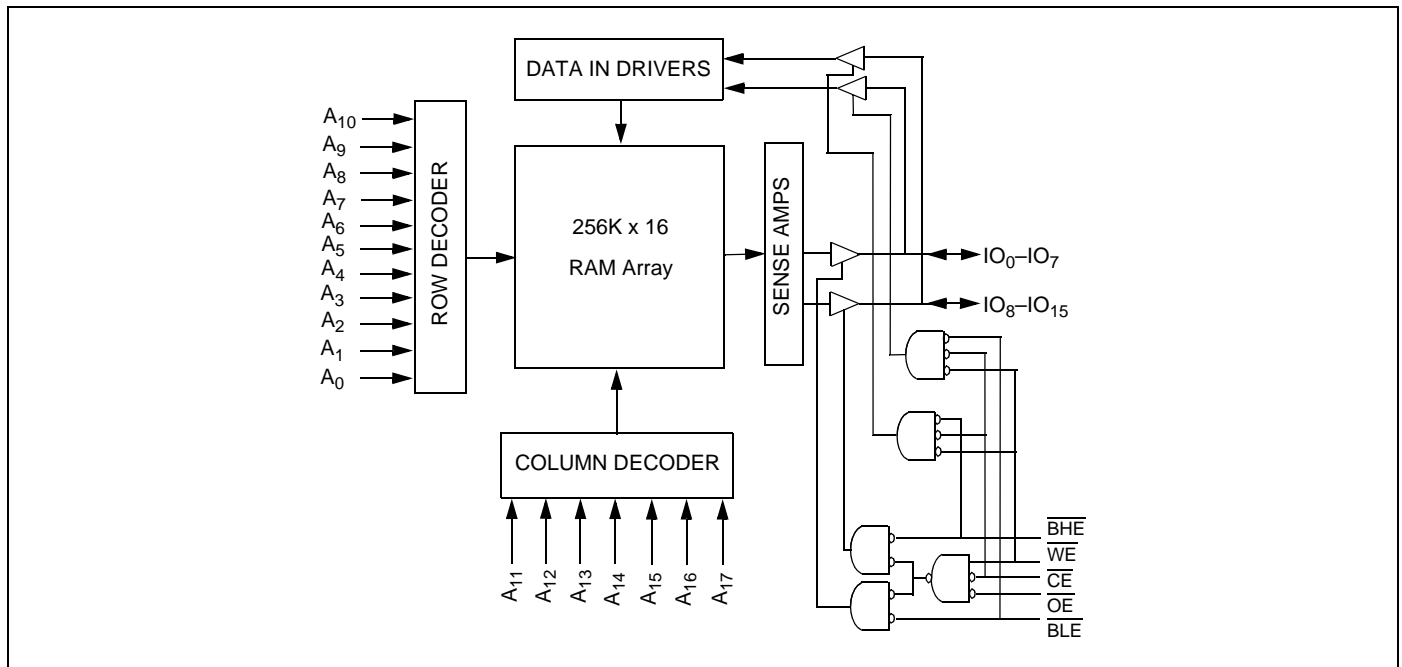 DATA IN DRIVERS
A10
A9
A8
A7
A6
A5
A4
A3
A2
A1
A0
ROW DECODER
256K x 16
RAM Array
SENSE AMPS
IO0–IO7
IO8–IO15
COLUMN DECODER
A11
A12
A13
A14
A15
A16
A17
BHE
WE
CE
OE
BLE